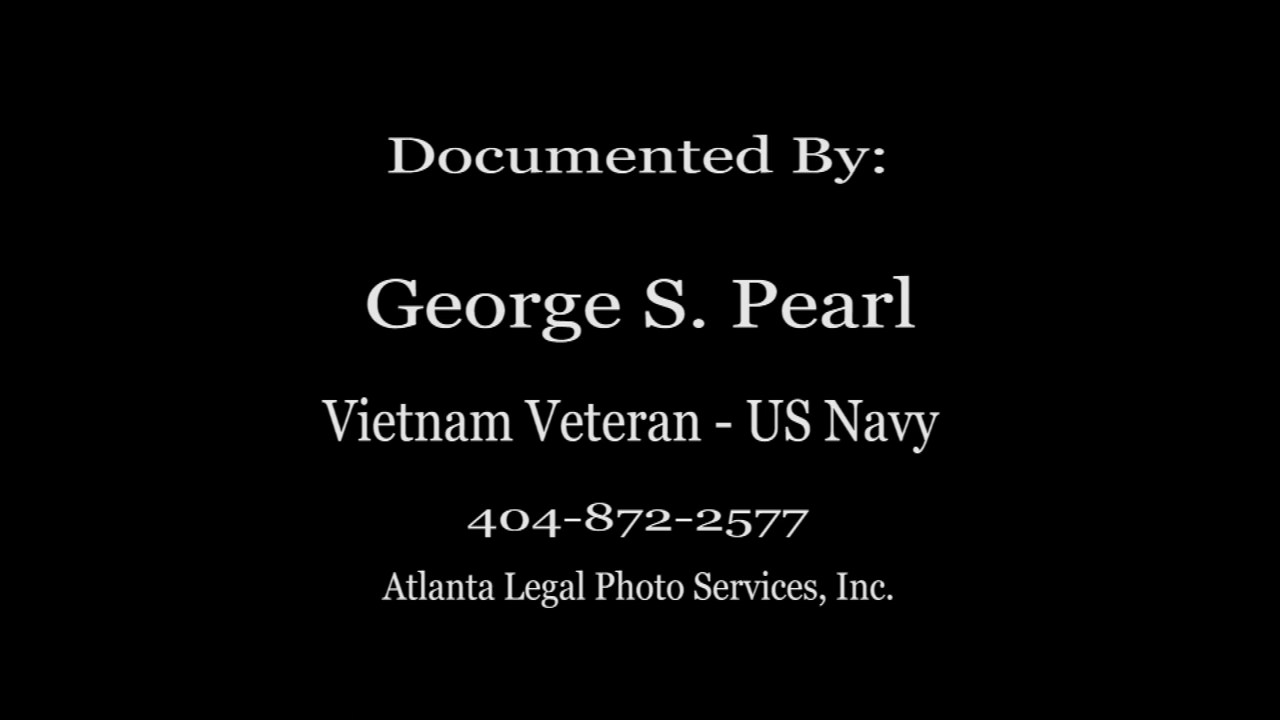 Documented By:
George S. Pearl
Vietnam Veteran - US Navy
404-872-2577
Atlanta Legal Photo Services, Inc.